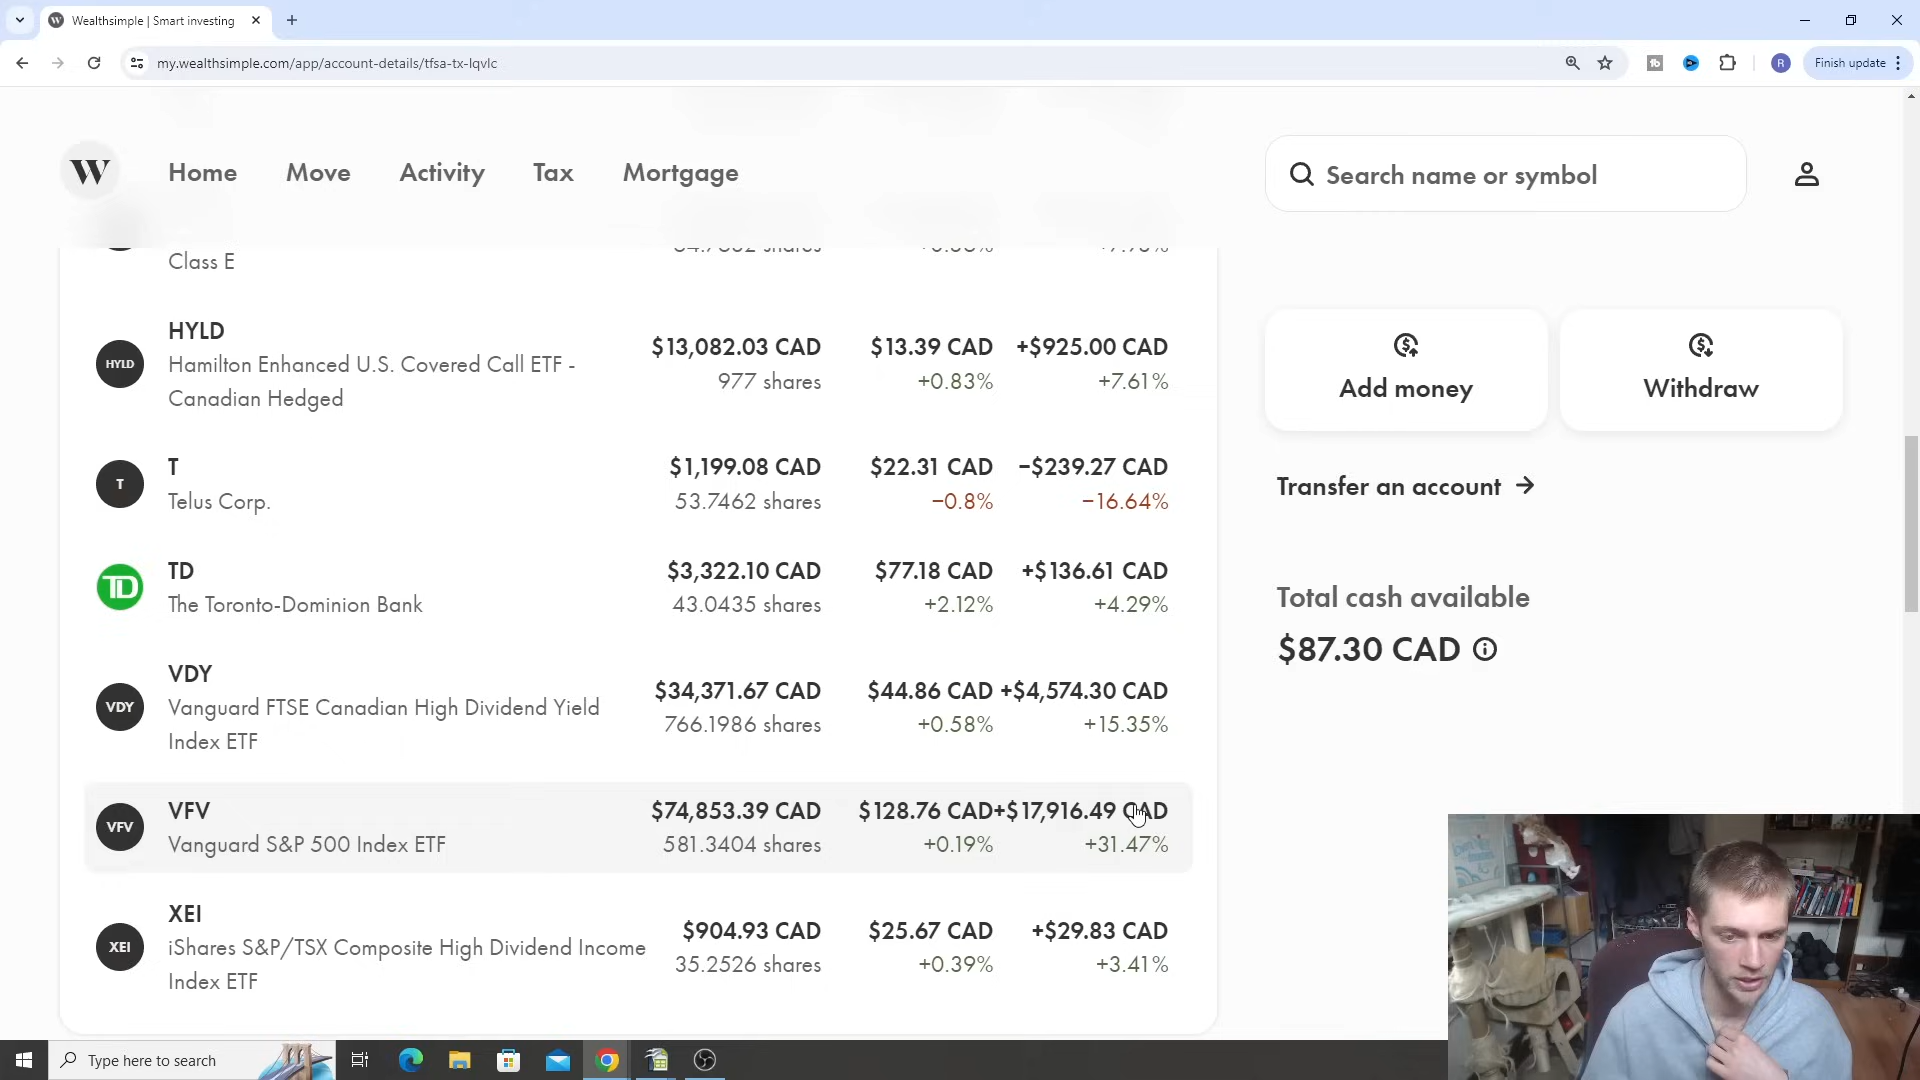 Wealthsimple | Smart investing
my.wealthsimple.com/app/account-details/tfsa-tx-lqvlc
Finish update
R
W
Home
Move
Activity
Tax
Mortgage
Search name or symbol
Class E
HYLD
HYLD
Hamilton Enhanced U.S. Covered Call ETF -
Canadian Hedged
$13,082.03 CAD
977 shares
$13.39 CAD
+0.83%
+$925.00 CAD
+7.61%
T
T
Telus Corp.
$1,199.08 CAD
53.7462 shares
$22.31 CAD
−0.8%
−$239.27 CAD
−16.64%
TD
TD
The Toronto-Dominion Bank
$3,322.10 CAD
43.0435 shares
$77.18 CAD
+2.12%
+$136.61 CAD
+4.29%
VDY
VDY
Vanguard FTSE Canadian High Dividend Yield
Index ETF
$34,371.67 CAD
766.1986 shares
$44.86 CAD
+0.58%
+$4,574.30 CAD
+15.35%
VFV
VFV
Vanguard S&P 500 Index ETF
$74,853.39 CAD
581.3404 shares
$128.76 CAD
+0.19%
+$17,916.49 CAD
+31.47%
XEI
XEI
iShares S&P/TSX Composite High Dividend Income
Index ETF
$904.93 CAD
35.2526 shares
$25.67 CAD
+0.39%
+$29.83 CAD
+3.41%
Add money
Withdraw
Transfer an account
Total cash available
$87.30 CAD
Type here to search